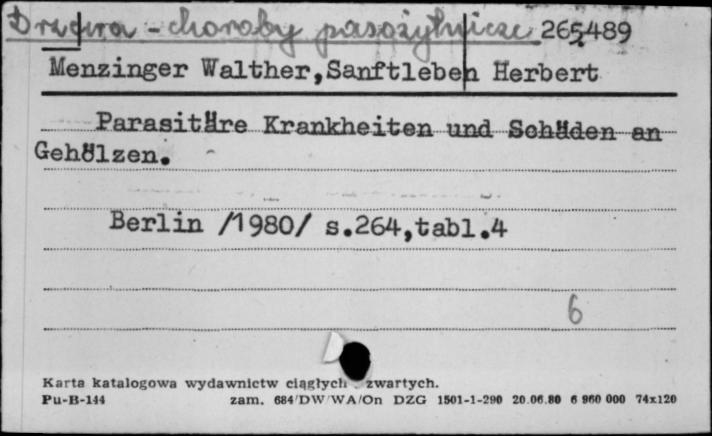 Drzewa - choroby pasożytnicze 265489
Menzinger Walther,Sanftleben Herbert
Parasitäre Krankheiten und Schäden an
Gehölzen.
Berlin /1980/ s.264,tabl.4
6
Karta katalogowa wydawnictw ciągłych zwartych.
Pu-B-144 zam. 684/DW/WA/On DZG 1501-1-290 20.06.80 6 960 000 74x120